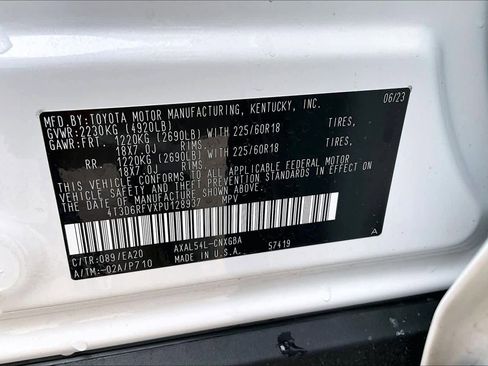 MFD.BY:TOYOTA MOTOR MANUFACTURING, KENTUCKY, INC. 06/23
GVWR:2230KG (4920LB)
GAWR:FRT. 1220KG (2690LB) WITH 225/60R18 TIRES,
18X7.0J RIMS.
RR. 1220KG (2690LB) WITH 225/60R18 TIRES,
18X7.0J RIMS.
THIS VEHICLE CONFORMS TO ALL APPLICABLE FEDERAL MOTOR
VEHICLE SAFETY AND THEFT PREVENTION STANDARDS IN EFFECT ON
THE DATE OF MANUFACTURE SHOWN ABOVE.
4T3D6RFVXPU128937 MPV
C/TR:089/EA20 AXAL54L-CNXGBA 57419 A
A/TM:-02A/P710 MADE IN U.S.A.